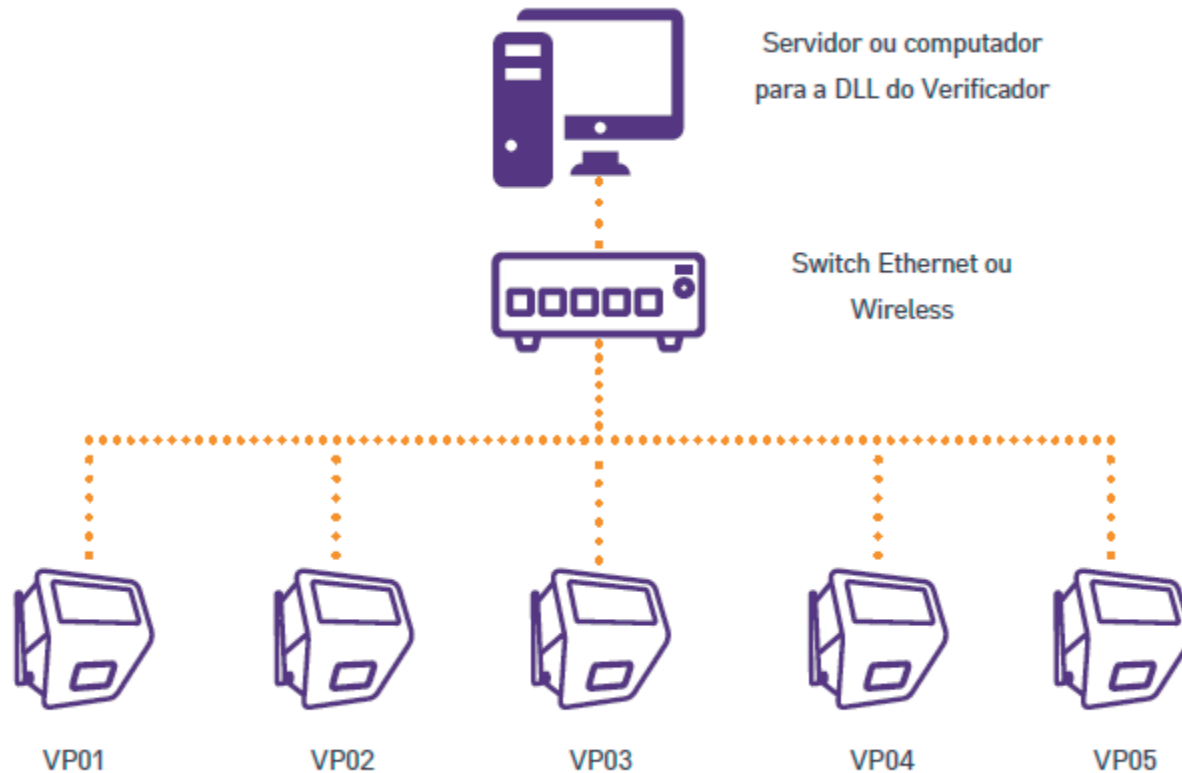 Servidor ou computador
para a DLL do Verificador
Switch Ethernet ou
Wireless
VP01 VP02 VP03 VP04 VP05